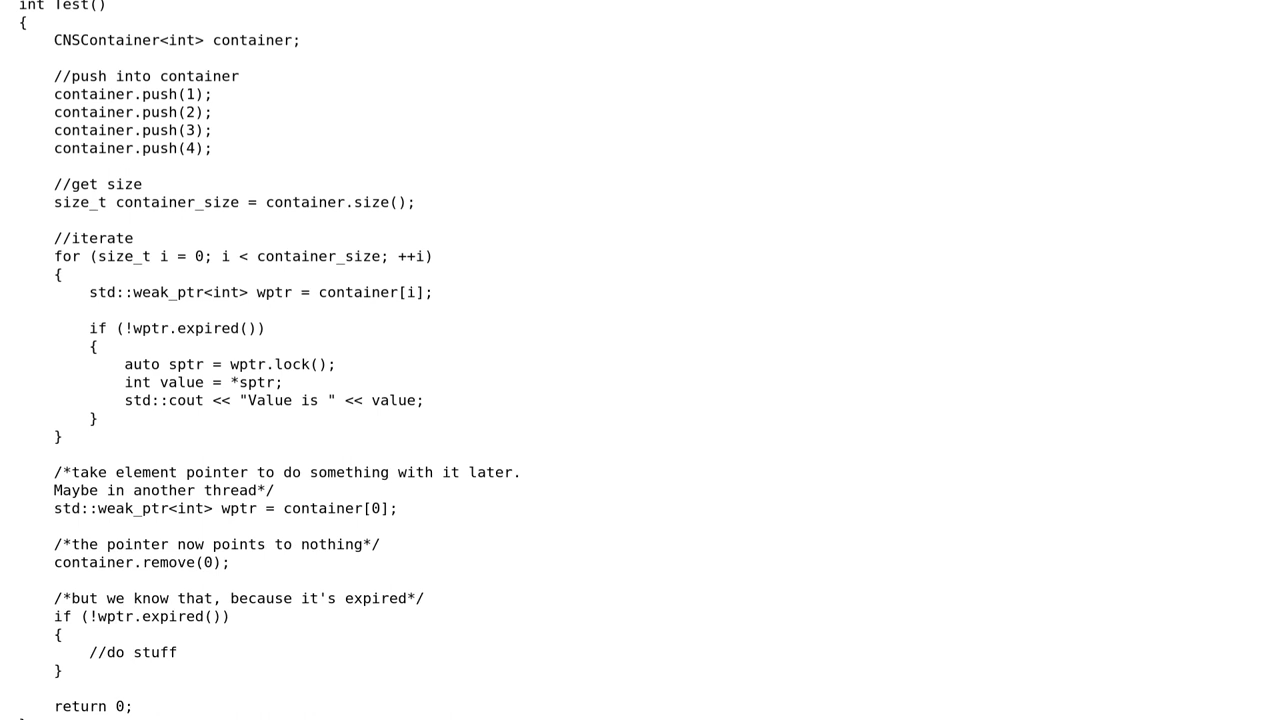 int Test()
{
    CNSContainer<int> container;

    //push into container
    container.push(1);
    container.push(2);
    container.push(3);
    container.push(4);

    //get size
    size_t container_size = container.size();

    //iterate
    for (size_t i = 0; i < container_size; ++i)
    {
        std::weak_ptr<int> wptr = container[i];

        if (!wptr.expired())
        {
            auto sptr = wptr.lock();
            int value = *sptr;
            std::cout << "Value is " << value;
        }
    }

    /*take element pointer to do something with it later.
    Maybe in another thread*/
    std::weak_ptr<int> wptr = container[0];

    /*the pointer now points to nothing*/
    container.remove(0);

    /*but we know that, because it's expired*/
    if (!wptr.expired())
    {
        //do stuff
    }

    return 0;
}